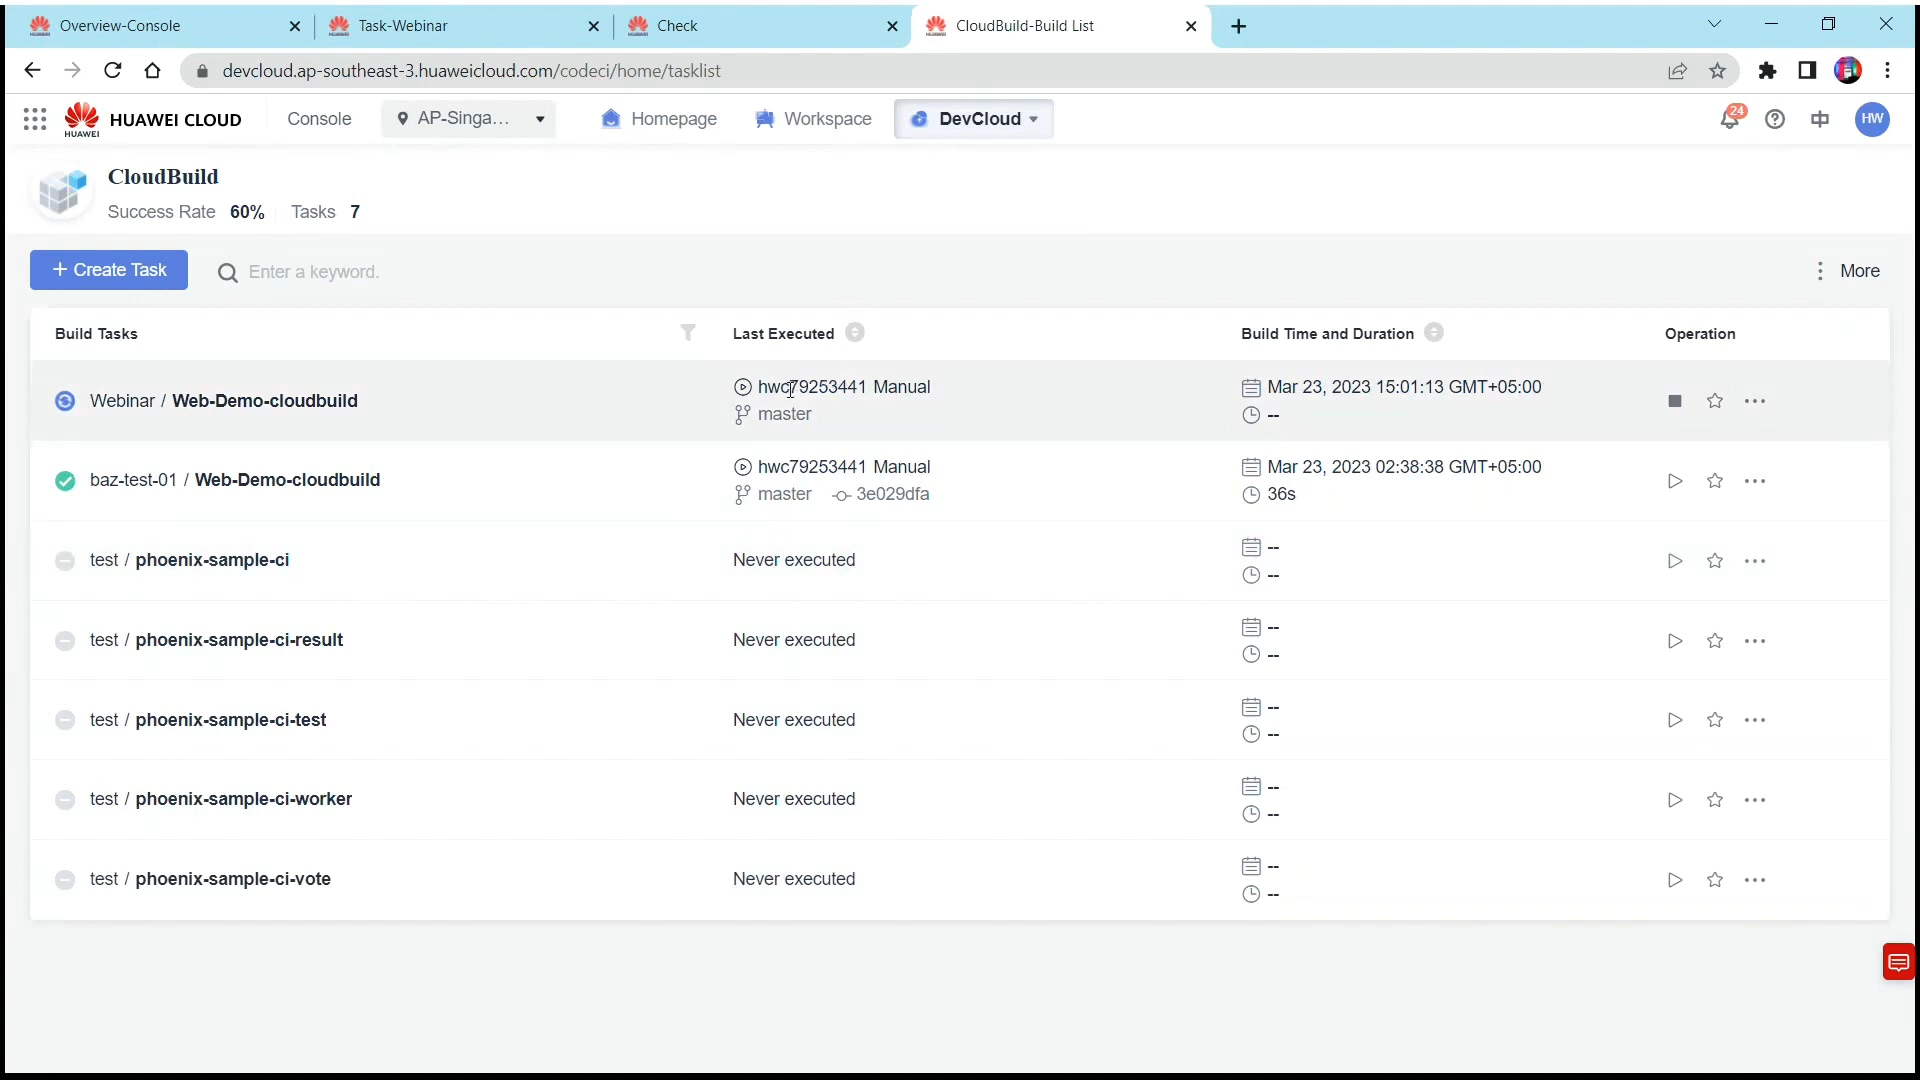 Overview-Console
Task-Webinar
Check
CloudBuild-Build List
devcloud.ap-southeast-3.huaweicloud.com/codeci/home/tasklist
HUAWEI
HUAWEI CLOUD
Console
AP-Singa...
Homepage
Workspace
DevCloud
24
中
HW
CloudBuild
Success Rate 60% Tasks 7
+ Create Task
Enter a keyword.
More
Build Tasks
Last Executed
Build Time and Duration
Operation
Webinar / Web-Demo-cloudbuild
hwc79253441 Manual
master
Mar 23, 2023 15:01:13 GMT+05:00
--
baz-test-01 / Web-Demo-cloudbuild
hwc79253441 Manual
master 3e029dfa
Mar 23, 2023 02:38:38 GMT+05:00
36s
test / phoenix-sample-ci
Never executed
--
--
test / phoenix-sample-ci-result
Never executed
--
--
test / phoenix-sample-ci-test
Never executed
--
--
test / phoenix-sample-ci-worker
Never executed
--
--
test / phoenix-sample-ci-vote
Never executed
--
--